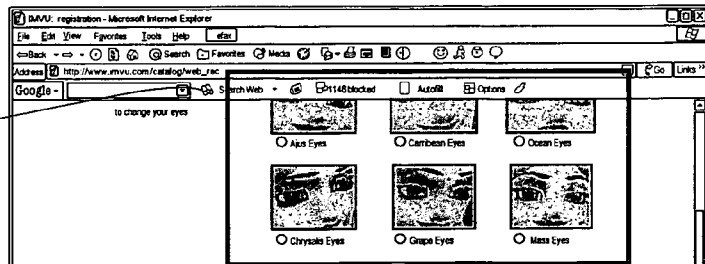 IMVU: registration - Microsoft Internet Explorer
File Edit View Favorites Tools Help efax
Back Search Favorites Media
Address http://www.imvu.com/catalog/web_rac Go Links »
Google - Search Web 1148 blocked Autofill Options
to change your eyes
Ajus Eyes Carribean Eyes Ocean Eyes
Chrysalis Eyes Grape Eyes Mass Eyes